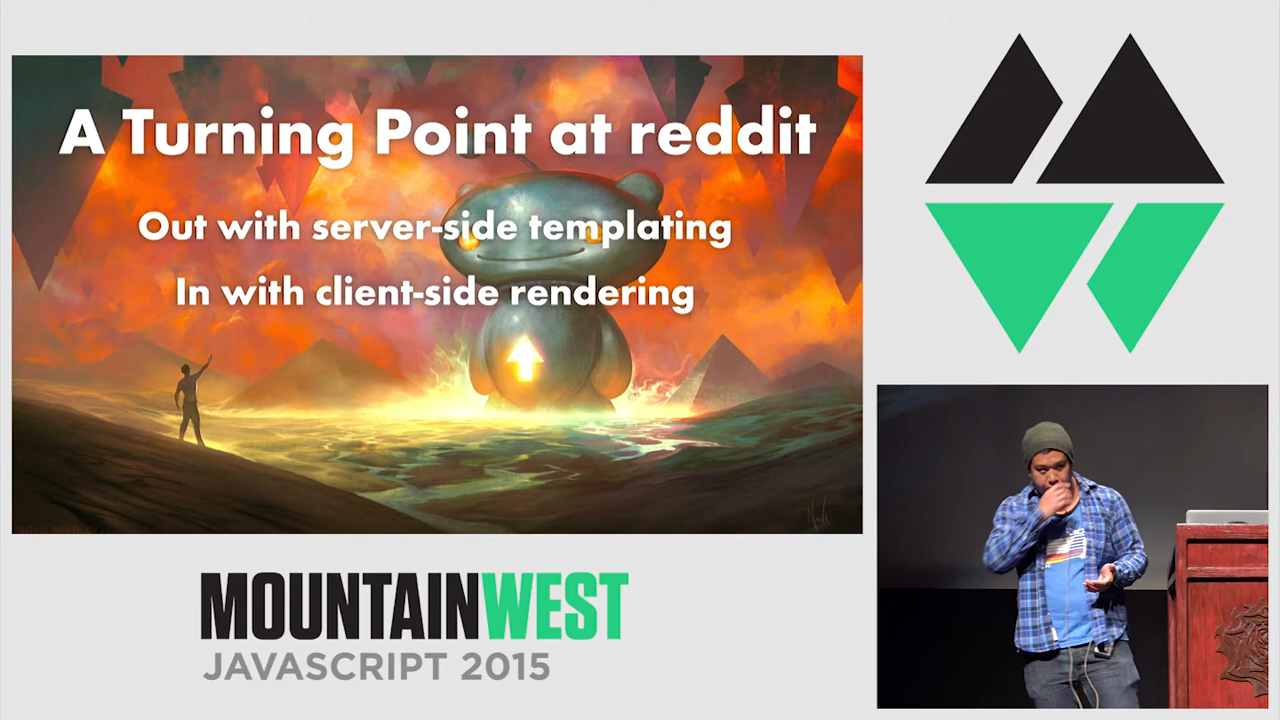 A Turning Point at reddit
Out with server-side templating
In with client-side rendering
MOUNTAINWEST
JAVASCRIPT 2015